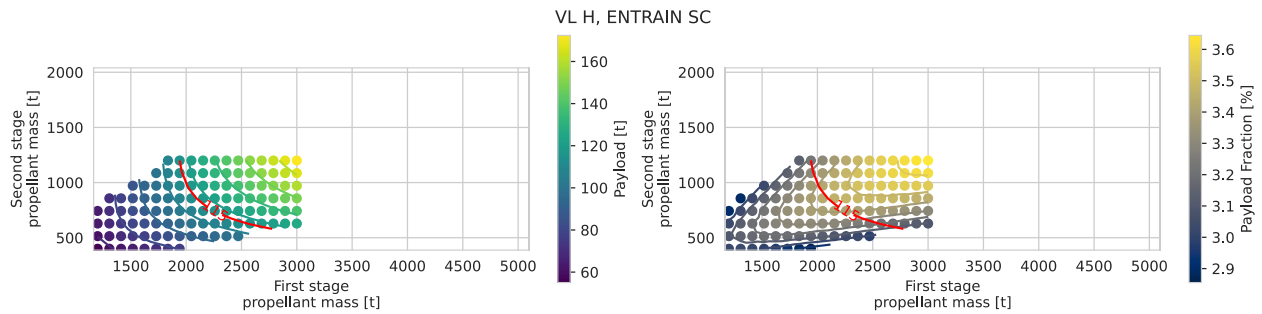 VL H, ENTRAIN SC
2000
1500
1000
500
Second stage
propellant mass [t]
1500 2000 2500 3000 3500 4000 4500 5000
First stage
propellant mass [t]
160
140
120
100
80
60
Payload [t]
2000
1500
1000
500
Second stage
propellant mass [t]
1500 2000 2500 3000 3500 4000 4500 5000
First stage
propellant mass [t]
3.6
3.5
3.4
3.3
3.2
3.1
3.0
2.9
Payload Fraction [%]